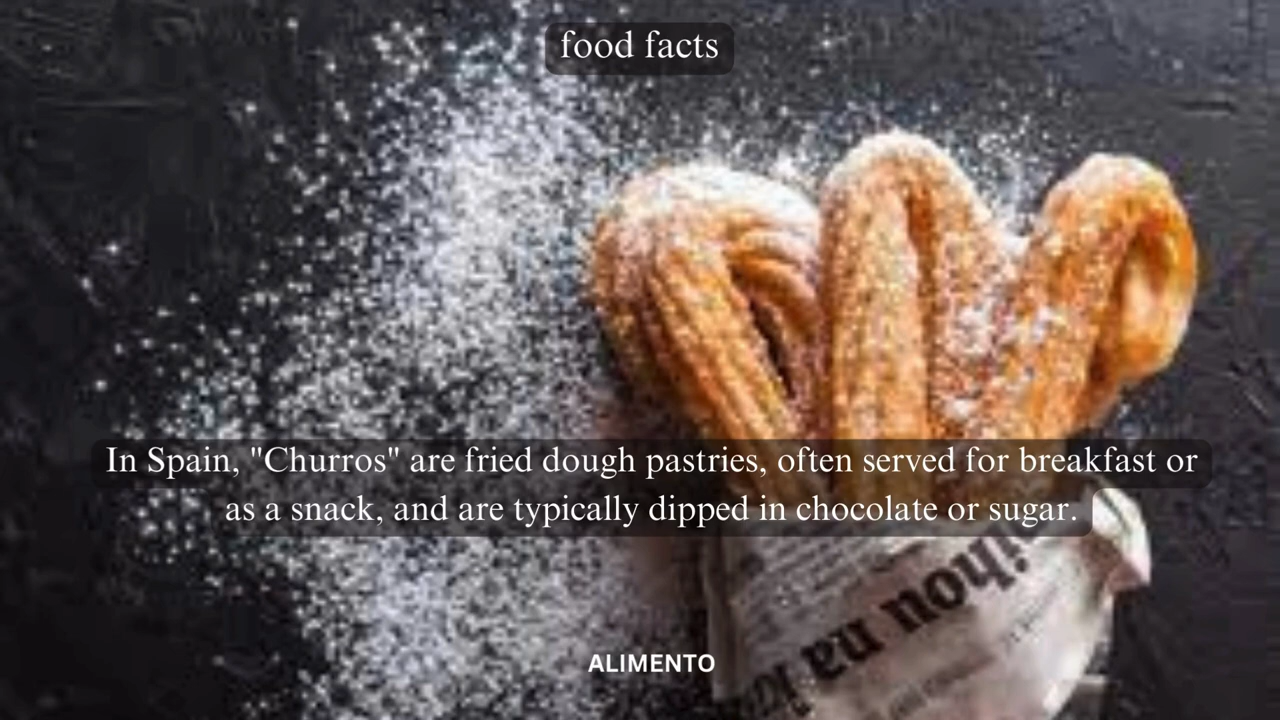 food facts
In Spain, "Churros" are fried dough pastries, often served for breakfast or
as a snack, and are typically dipped in chocolate or sugar.
ALIMENTO
na